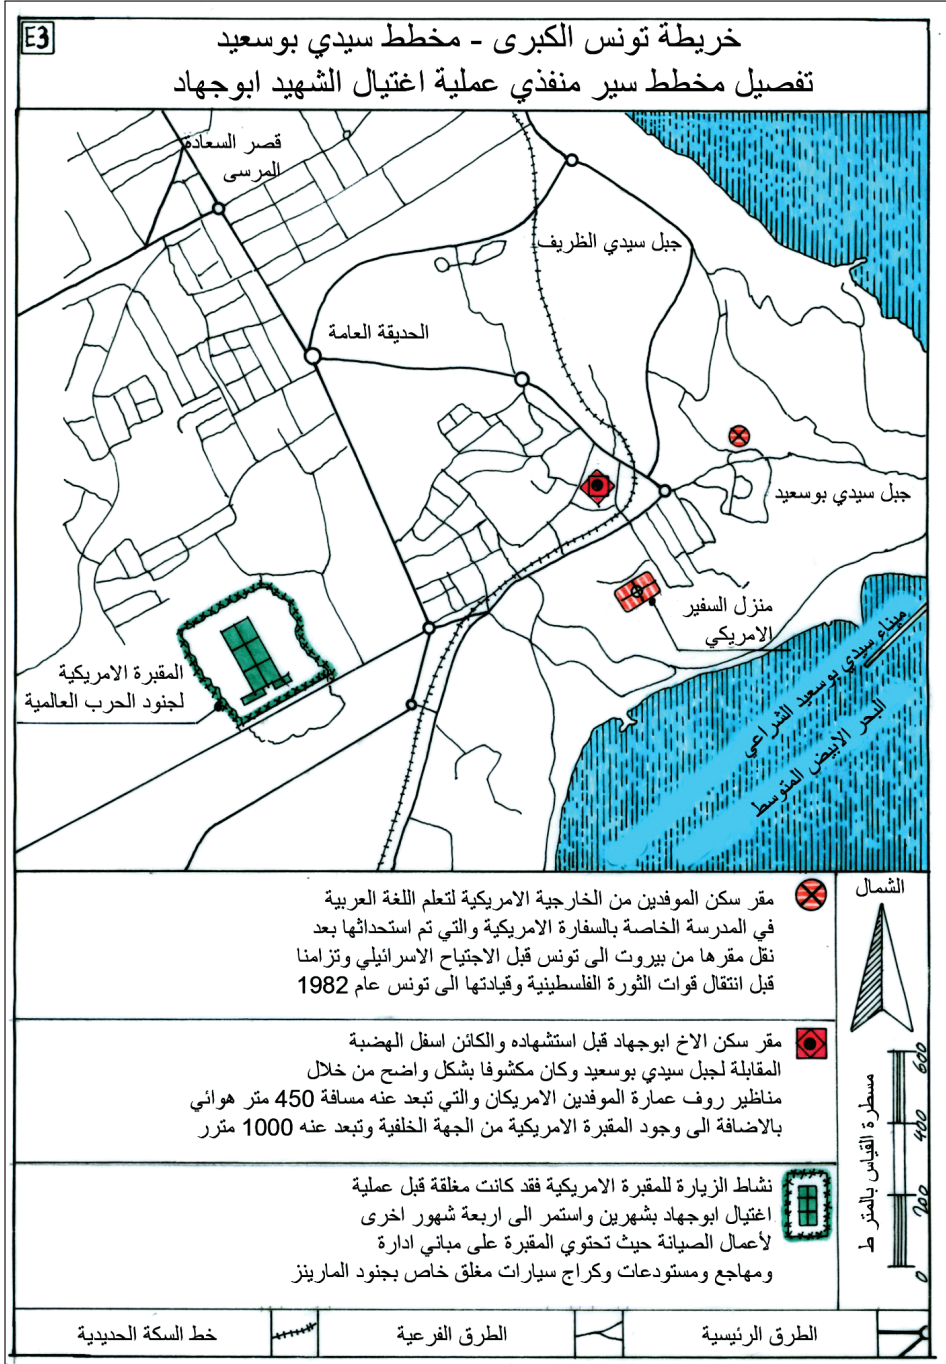 E3
خريطة تونس الكبرى - مخطط سيدي بوسعيد
تفصيل مخطط سير منفذي عملية اغتيال الشهيد ابوجهاد
قصر السعادة
المرسى
جبل سيدي الظريف
الحديقة العامة
جبل سيدي بوسعيد
منزل السفير
الامريكي
المقبرة الامريكية
لجنود الحرب العالمية
ميناء سيدي بوسعيد الشراعي
البحر الابيض المتوسط
مقر سكن الموفدين من الخارجية الامريكية لتعلم اللغة العربية
في المدرسة الخاصة بالسفارة الامريكية والتي تم استحداثها بعد
نقل مقرها من بيروت الى تونس قبل الاجتياح الاسرائيلي وتزامنا
قبل انتقال قوات الثورة الفلسطينية وقيادتها الى تونس عام 1982
الشمال
مقر سكن الاخ ابوجهاد قبل استشهاده والكائن اسفل الهضبة
المقابلة لجبل سيدي بوسعيد وكان مكشوفا بشكل واضح من خلال
مناظير روف عمارة الموفدين الامريكان والتي تبعد عنه مسافة 450 متر هوائي
بالاضافة الى وجود المقبرة الامريكية من الجهة الخلفية وتبعد عنه 1000 مترر
نشاط الزيارة للمقبرة الامريكية فقد كانت مغلقة قبل عملية
اغتيال ابوجهاد بشهرين واستمر الى اربعة شهور اخرى
لأعمال الصيانة حيث تحتوي المقبرة على مباني ادارة
ومهاجع ومستودعات وكراج سيارات مغلق خاص بجنود المارينز
مسطرة القياس بالمتر ط
600
400
200
0
الطرق الرئيسية
الطرق الفرعية
خط السكة الحديدية